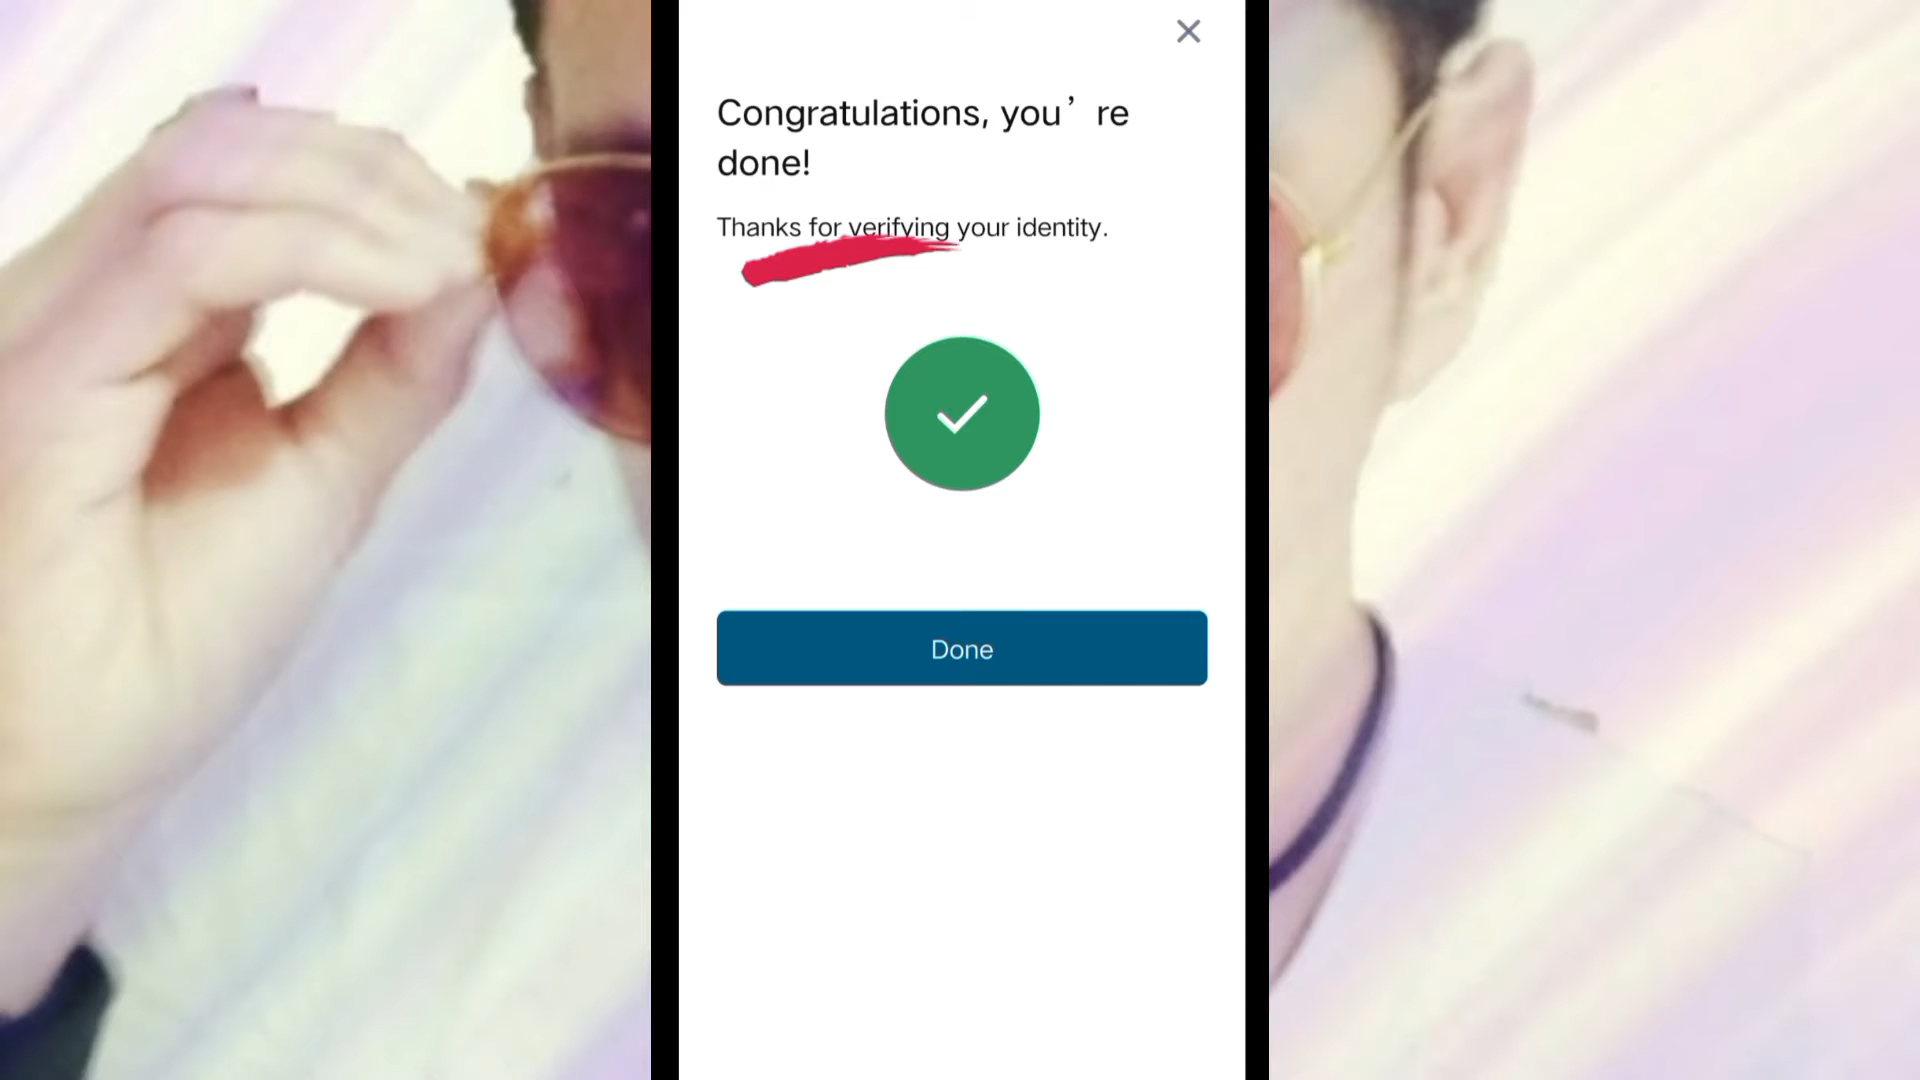 Congratulations, you’re
done!
Thanks for verifying your identity.
Done